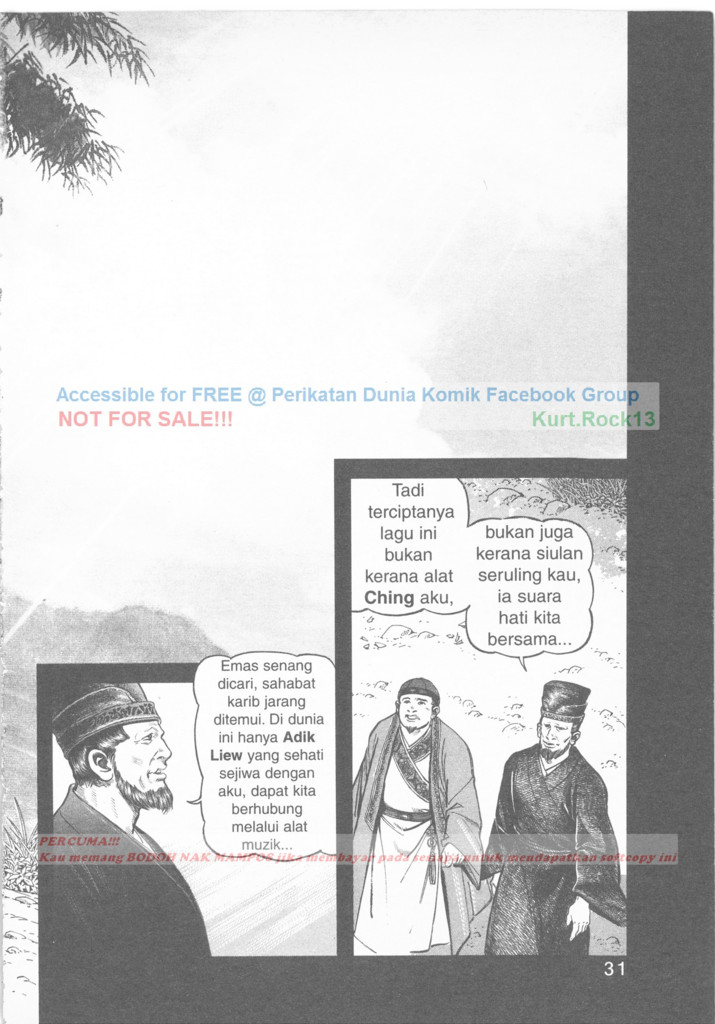 Accessible for FREE @ Perikatan Dunia Komik Facebook Group
NOT FOR SALE!!!
Kurt.Rock13
Tadi
terciptanya
lagu ini
bukan
kerana alat
Ching aku,
bukan juga
kerana siulan
seruling kau,
ia suara
hati kita
bersama...
Emas senang
dicari, sahabat
karib jarang
ditemui. Di dunia
ini hanya Adik
Liew yang sehati
sejiwa dengan
aku, dapat kita
berhubung
melalui alat
muzik...
PERCUMA!!!
Kau memang BODOH NAK MAMPOS jika membayar pada sesiapa untuk mendapatkan softcopy ini
31